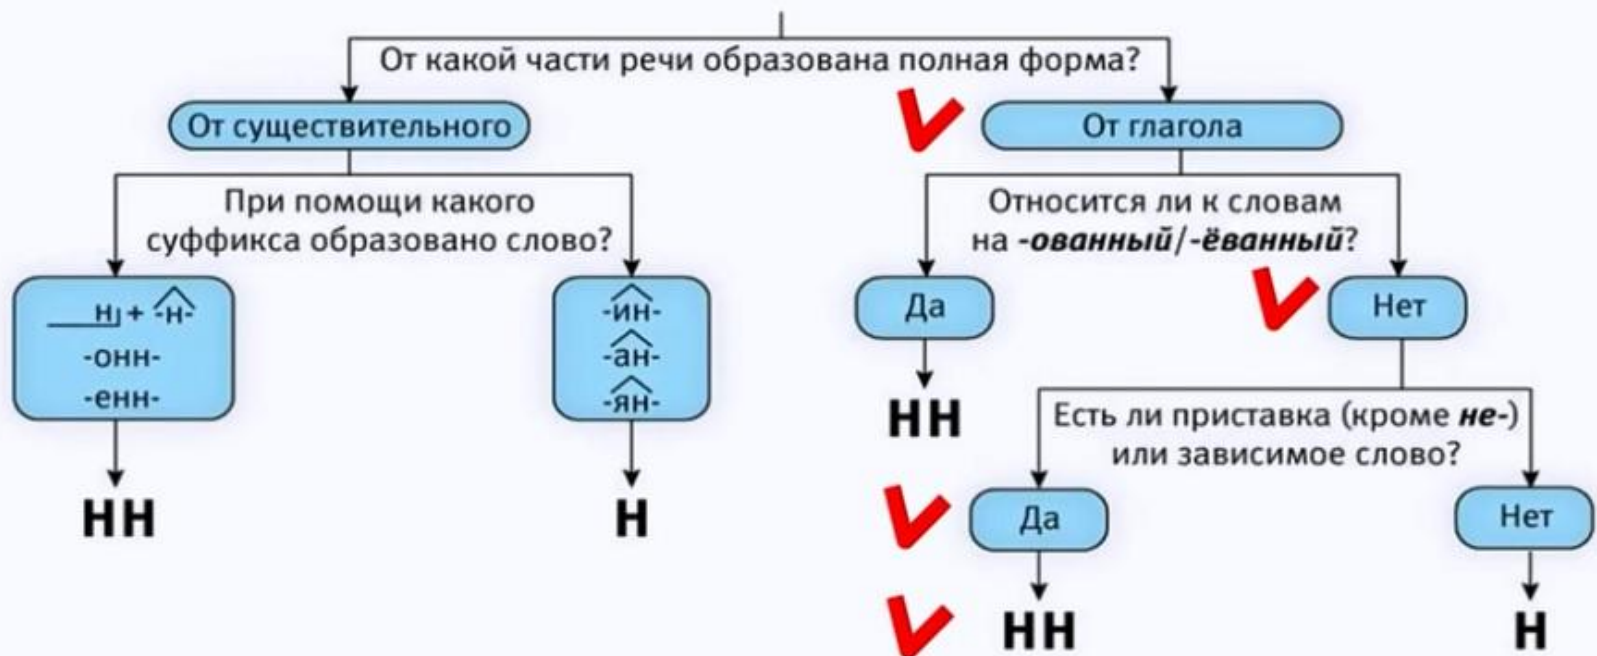 От какой части речи образована полная форма?
От существительного
От глагола
При помощи какого
суффикса образовано слово?
Относится ли к словам
на -ованный/-ёванный?
н + -н-
-онн-
-енн-
-ин-
-ан-
-ян-
Да
Нет
НН
Н
НН
Есть ли приставка (кроме не-)
или зависимое слово?
Да
Нет
НН
Н